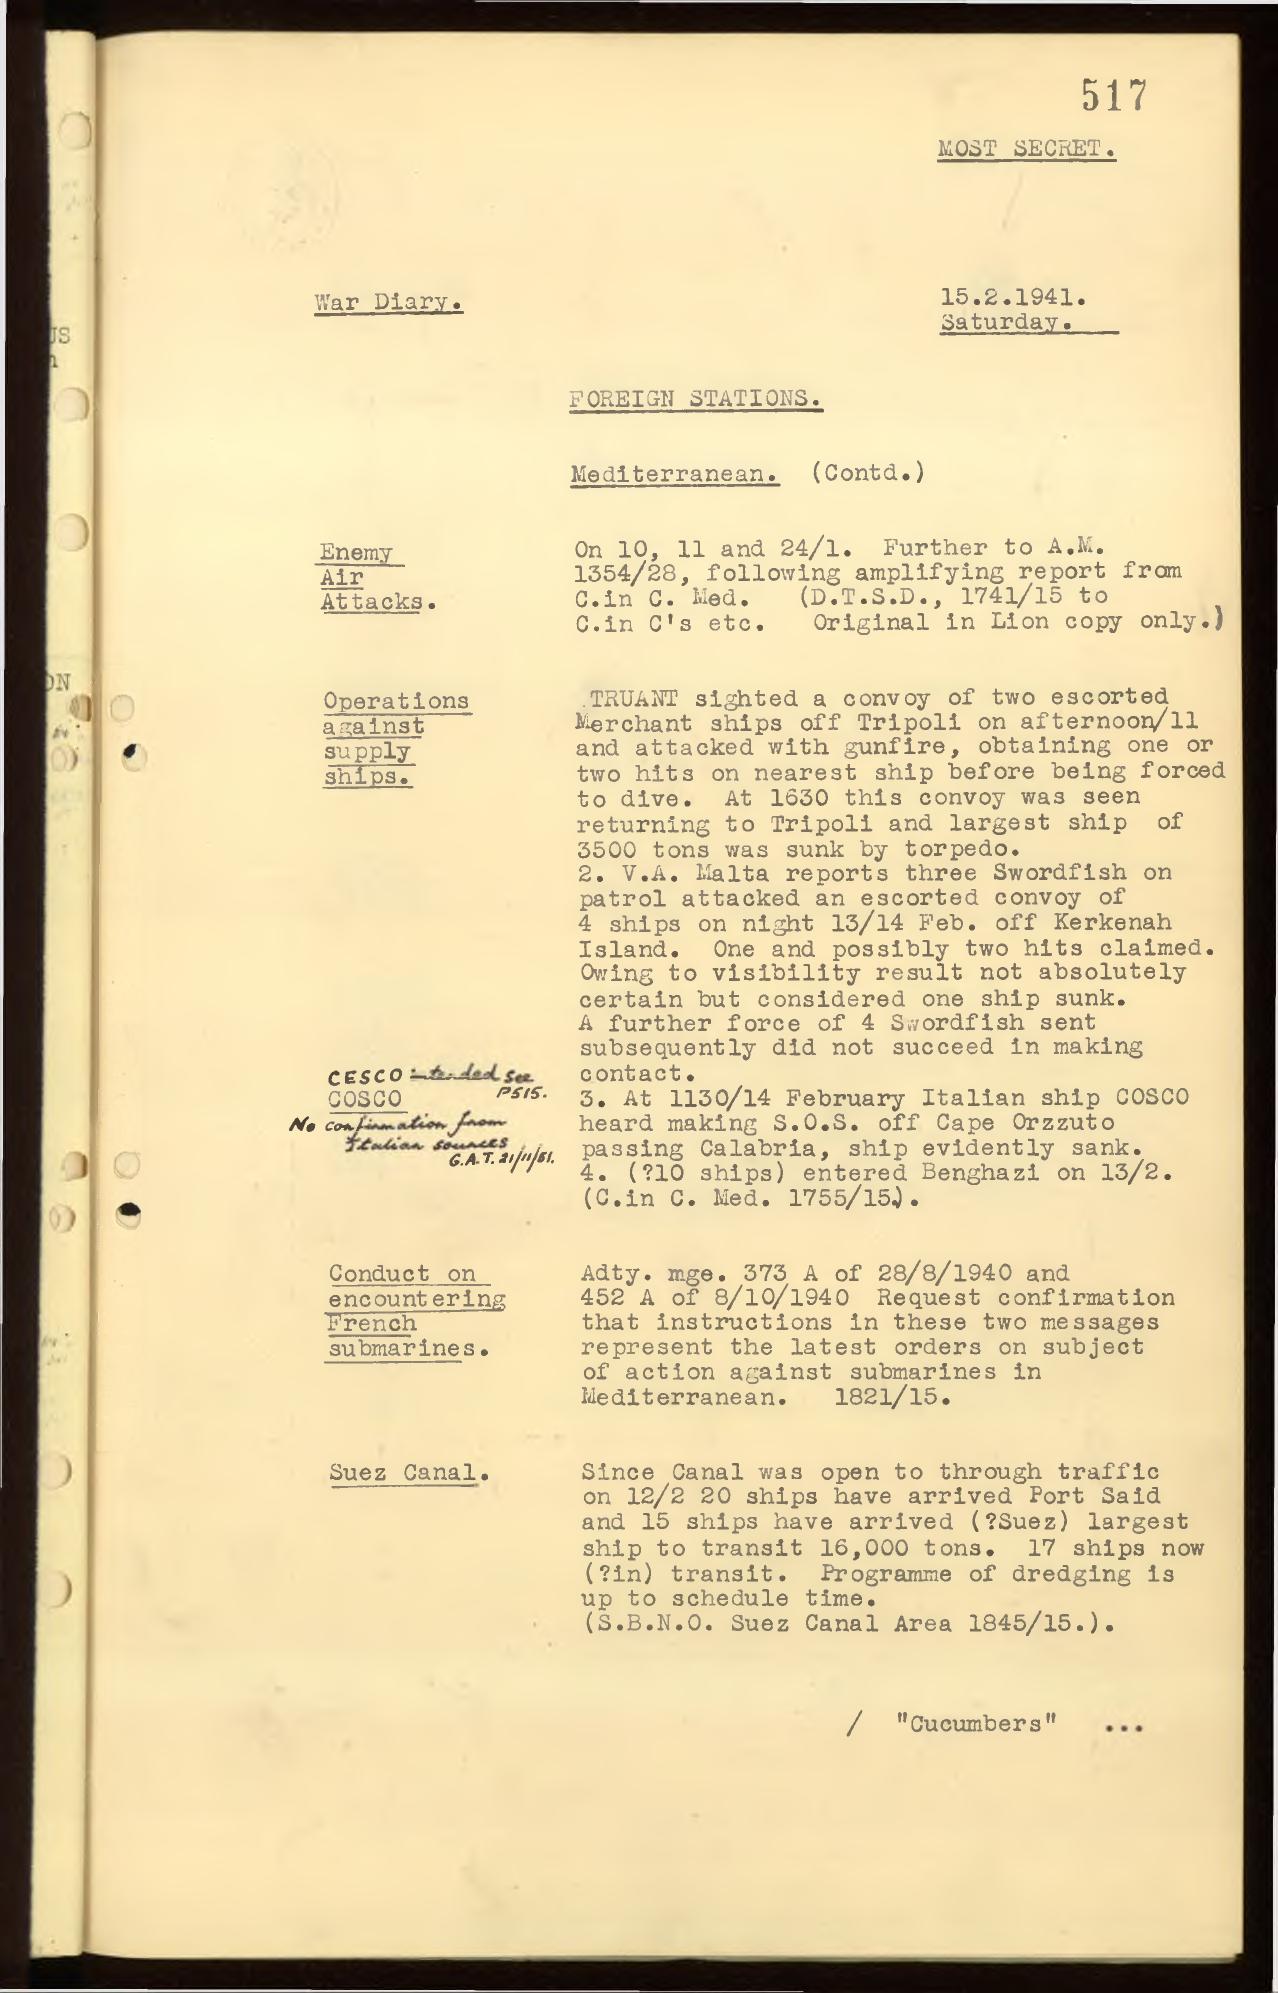 517
MOST SECRET.
War Diary.
15.2.1941.
Saturday.
FOREIGN STATIONS.
Mediterranean. (Contd.)
Enemy
Air
Attacks.
On 10, 11 and 24/1. Further to A.M.
1354/28, following amplifying report from
C.in C. Med. (D.T.S.D., 1741/15 to
C.in C's etc. Original in Lion copy only.)
Operations
against
supply
ships.
TRUANT sighted a convoy of two escorted
Merchant ships off Tripoli on afternoon/11
and attacked with gunfire, obtaining one or
two hits on nearest ship before being forced
to dive. At 1630 this convoy was seen
returning to Tripoli and largest ship of
3500 tons was sunk by torpedo.
2. V.A. Malta reports three Swordfish on
patrol attacked an escorted convoy of
4 ships on night 13/14 Feb. off Kerkenah
Island. One and possibly two hits claimed.
Owing to visibility result not absolutely
certain but considered one ship sunk.
A further force of 4 Swordfish sent
subsequently did not succeed in making
contact.
CESCO intended see
P515.
COSCO
No confirmation from
Italian sources
G.A.T. 21/11/51.
3. At 1130/14 February Italian ship COSCO
heard making S.O.S. off Cape Orzzuto
passing Calabria, ship evidently sank.
4. (?10 ships) entered Benghazi on 13/2.
(C.in C. Med. 1755/15.).
Conduct on
encountering
French
submarines.
Adty. mge. 373 A of 28/8/1940 and
452 A of 8/10/1940 Request confirmation
that instructions in these two messages
represent the latest orders on subject
of action against submarines in
Mediterranean. 1821/15.
Suez Canal.
Since Canal was open to through traffic
on 12/2 20 ships have arrived Port Said
and 15 ships have arrived (?Suez) largest
ship to transit 16,000 tons. 17 ships now
(?in) transit. Programme of dredging is
up to schedule time.
(S.B.N.O. Suez Canal Area 1845/15.).
/ "Cucumbers" ...